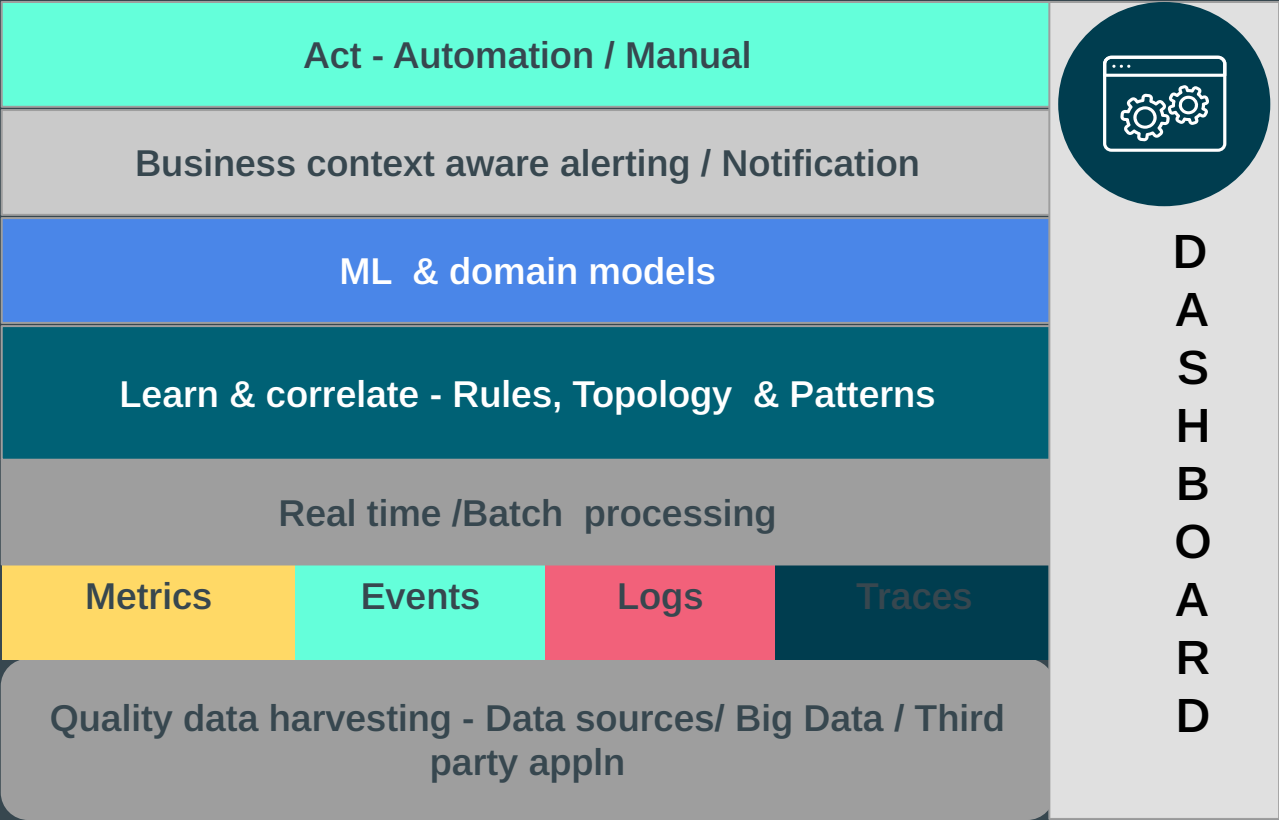 Act - Automation / Manual
Business context aware alerting / Notification
ML  & domain models
Learn & correlate - Rules, Topology  & Patterns
Real time /Batch  processing
Metrics
Events
Logs
Traces
Quality data harvesting - Data sources/ Big Data / Third
party appln
D
A
S
H
B
O
A
R
D